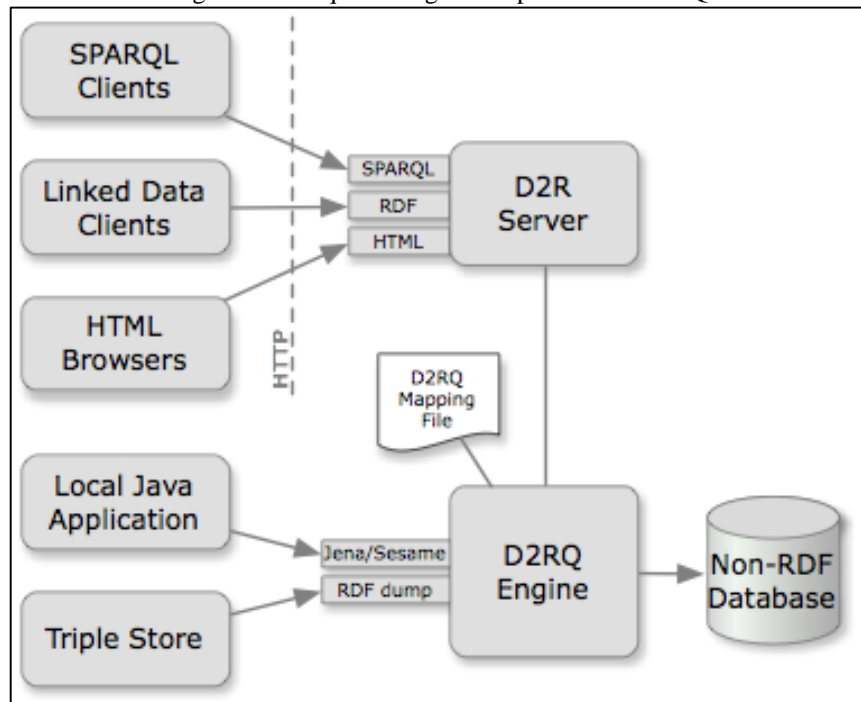 SPARQL
Clients
Linked Data
Clients
HTML
Browsers
HTTP
SPARQL
RDF
HTML
D2R
Server
D2RQ
Mapping
File
Local Java
Application
Triple Store
Jena/Sesame
RDF dump
D2RQ
Engine
Non-RDF
Database